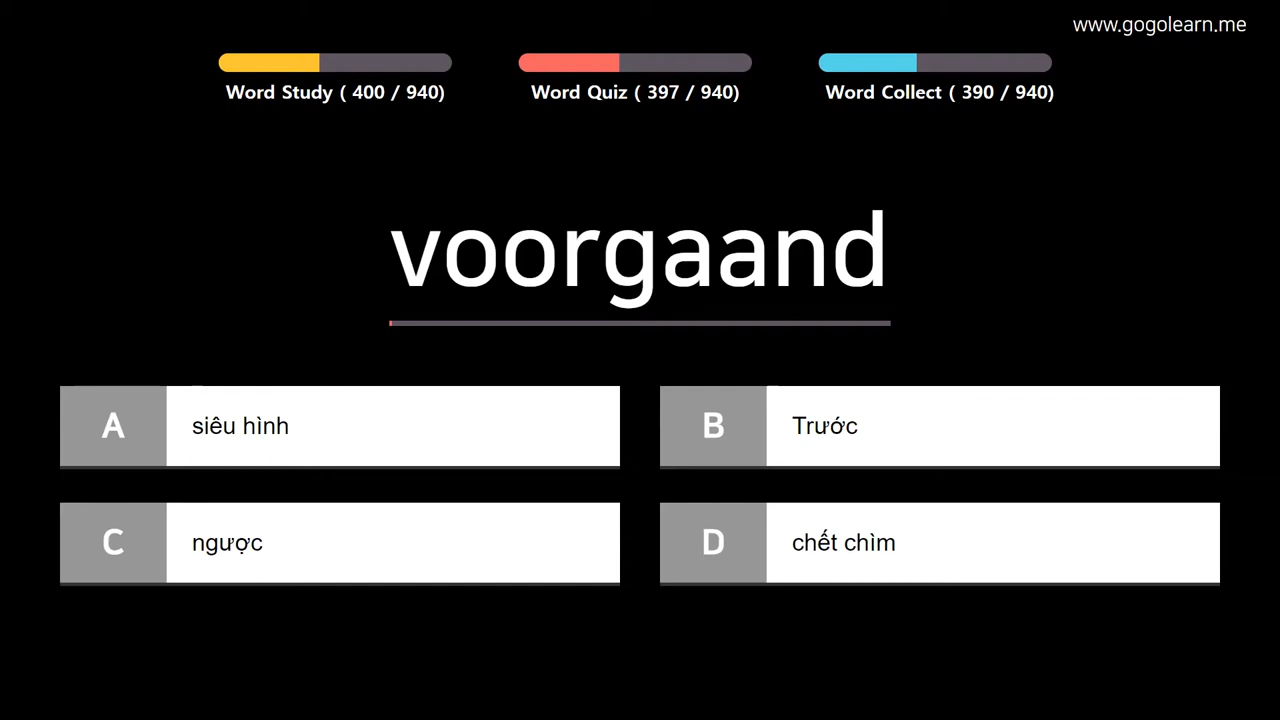 www.gogolearn.me
Word Study ( 400 / 940)
Word Quiz ( 397 / 940)
Word Collect ( 390 / 940)
voorgaand
A siêu hình
B Trước
C ngược
D chết chìm